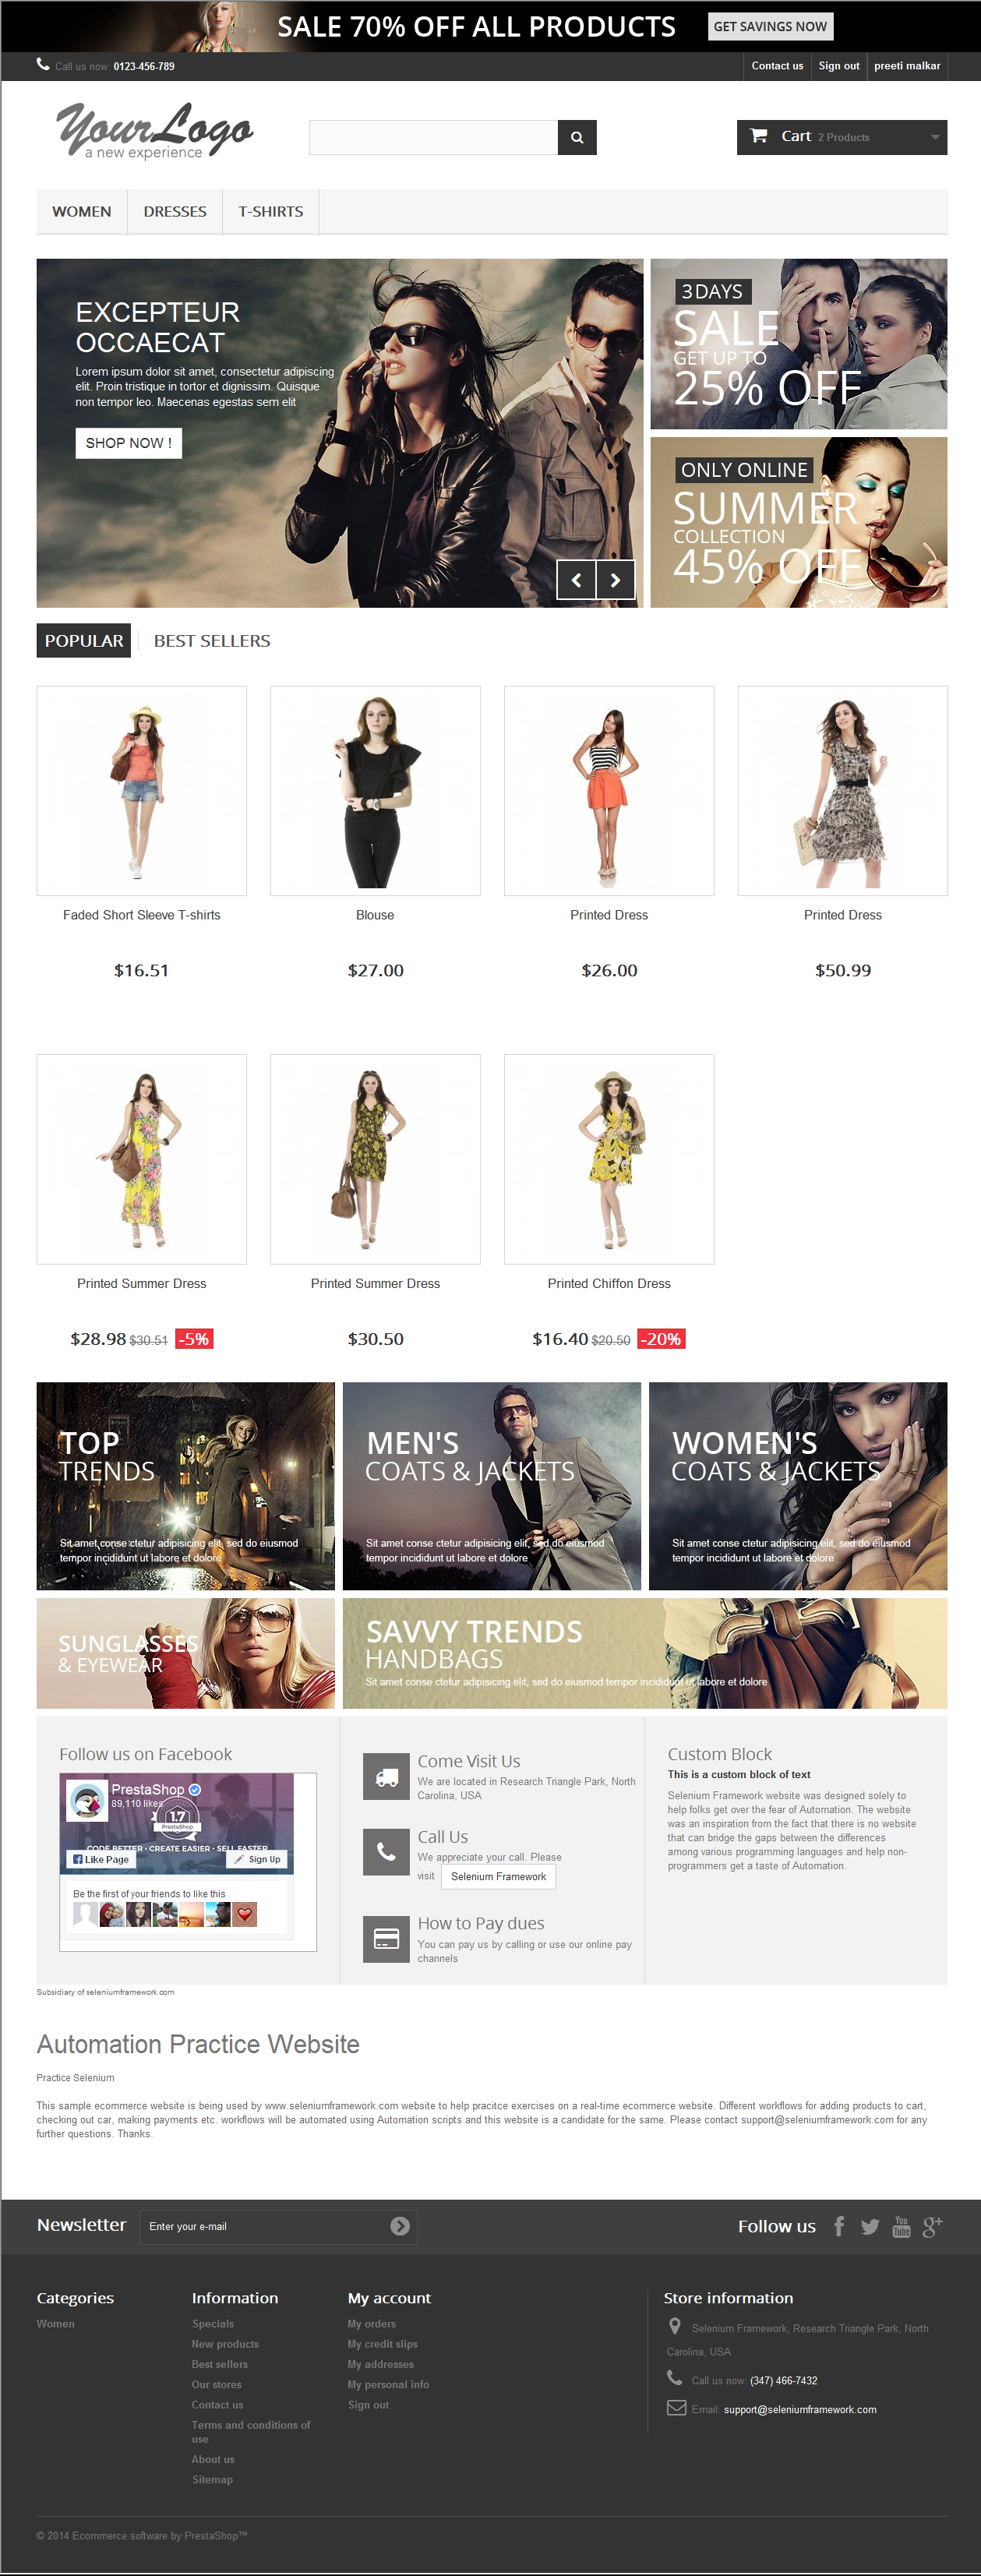 SALE 70% OFF ALL PRODUCTS GET SAVINGS NOW
Call us now: 0123-456-789 Contact us Sign out preeti malkar
YourLogo
a new experience
Cart 2 Products
WOMEN DRESSES T-SHIRTS
EXCEPTEUR
OCCAECAT
Lorem ipsum dolor sit amet, consectetur adipiscing
elit. Proin tristique in tortor et dignissim. Quisque
non tempor leo. Maecenas egestas sem elit
SHOP NOW !
3 DAYS
SALE
GET UP TO
25% OFF
ONLY ONLINE
SUMMER
COLLECTION
45% OFF
POPULAR BEST SELLERS
Faded Short Sleeve T-shirts Blouse Printed Dress Printed Dress
$16.51 $27.00 $26.00 $50.99
Printed Summer Dress Printed Summer Dress Printed Chiffon Dress
$28.98 $30.51 -5% $30.50 $16.40 $20.50 -20%
TOP
TRENDS
Sit amet conse ctetur adipisicing elit, sed do eiusmod
tempor incididunt ut labore et dolore
MEN'S
COATS & JACKETS
Sit amet conse ctetur adipisicing elit, sed do eiusmod
tempor incididunt ut labore et dolore
WOMEN'S
COATS & JACKETS
Sit amet conse ctetur adipisicing elit, sed do eiusmod
tempor incididunt ut labore et dolore
SUNGLASSES
& EYEWEAR
SAVVY TRENDS
HANDBAGS
Sit amet conse ctetur adipisicing elit, sed do eiusmod tempor incididunt ut labore et dolore
Follow us on Facebook
PrestaShop
89,110 likes
1.7
PrestaShop
CODE BETTER • CREATE EASIER • SELL FASTER
Like Page Sign Up
Be the first of your friends to like this
Come Visit Us
We are located in Research Triangle Park, North
Carolina, USA
Call Us
We appreciate your call. Please
visit Selenium Framework
How to Pay dues
You can pay us by calling or use our online pay
channels
Custom Block
This is a custom block of text
Selenium Framework website was designed solely to
help folks get over the fear of Automation. The website
was an inspiration from the fact that there is no website
that can bridge the gaps between the differences
among various programming languages and help non-
programmers get a taste of Automation.
Subsidiary of seleniumframework.com
Automation Practice Website
Practice Selenium
This sample ecommerce website is being used by www.seleniumframework.com website to help pracitce exercises on a real-time ecommerce website. Different workflows for adding products to cart,
checking out car, making payments etc. workflows will be automated using Automation scripts and this website is a candidate for the same. Please contact support@seleniumframework.com for any
further questions. Thanks.
Newsletter Enter your e-mail Follow us You Tube g+
Categories
Women
Information
Specials
New products
Best sellers
Our stores
Contact us
Terms and conditions of
use
About us
Sitemap
My account
My orders
My credit slips
My addresses
My personal info
Sign out
Store information
Selenium Framework, Research Triangle Park, North
Carolina, USA
Call us now: (347) 466-7432
Email: support@seleniumframework.com
© 2014 Ecommerce software by PrestaShop™